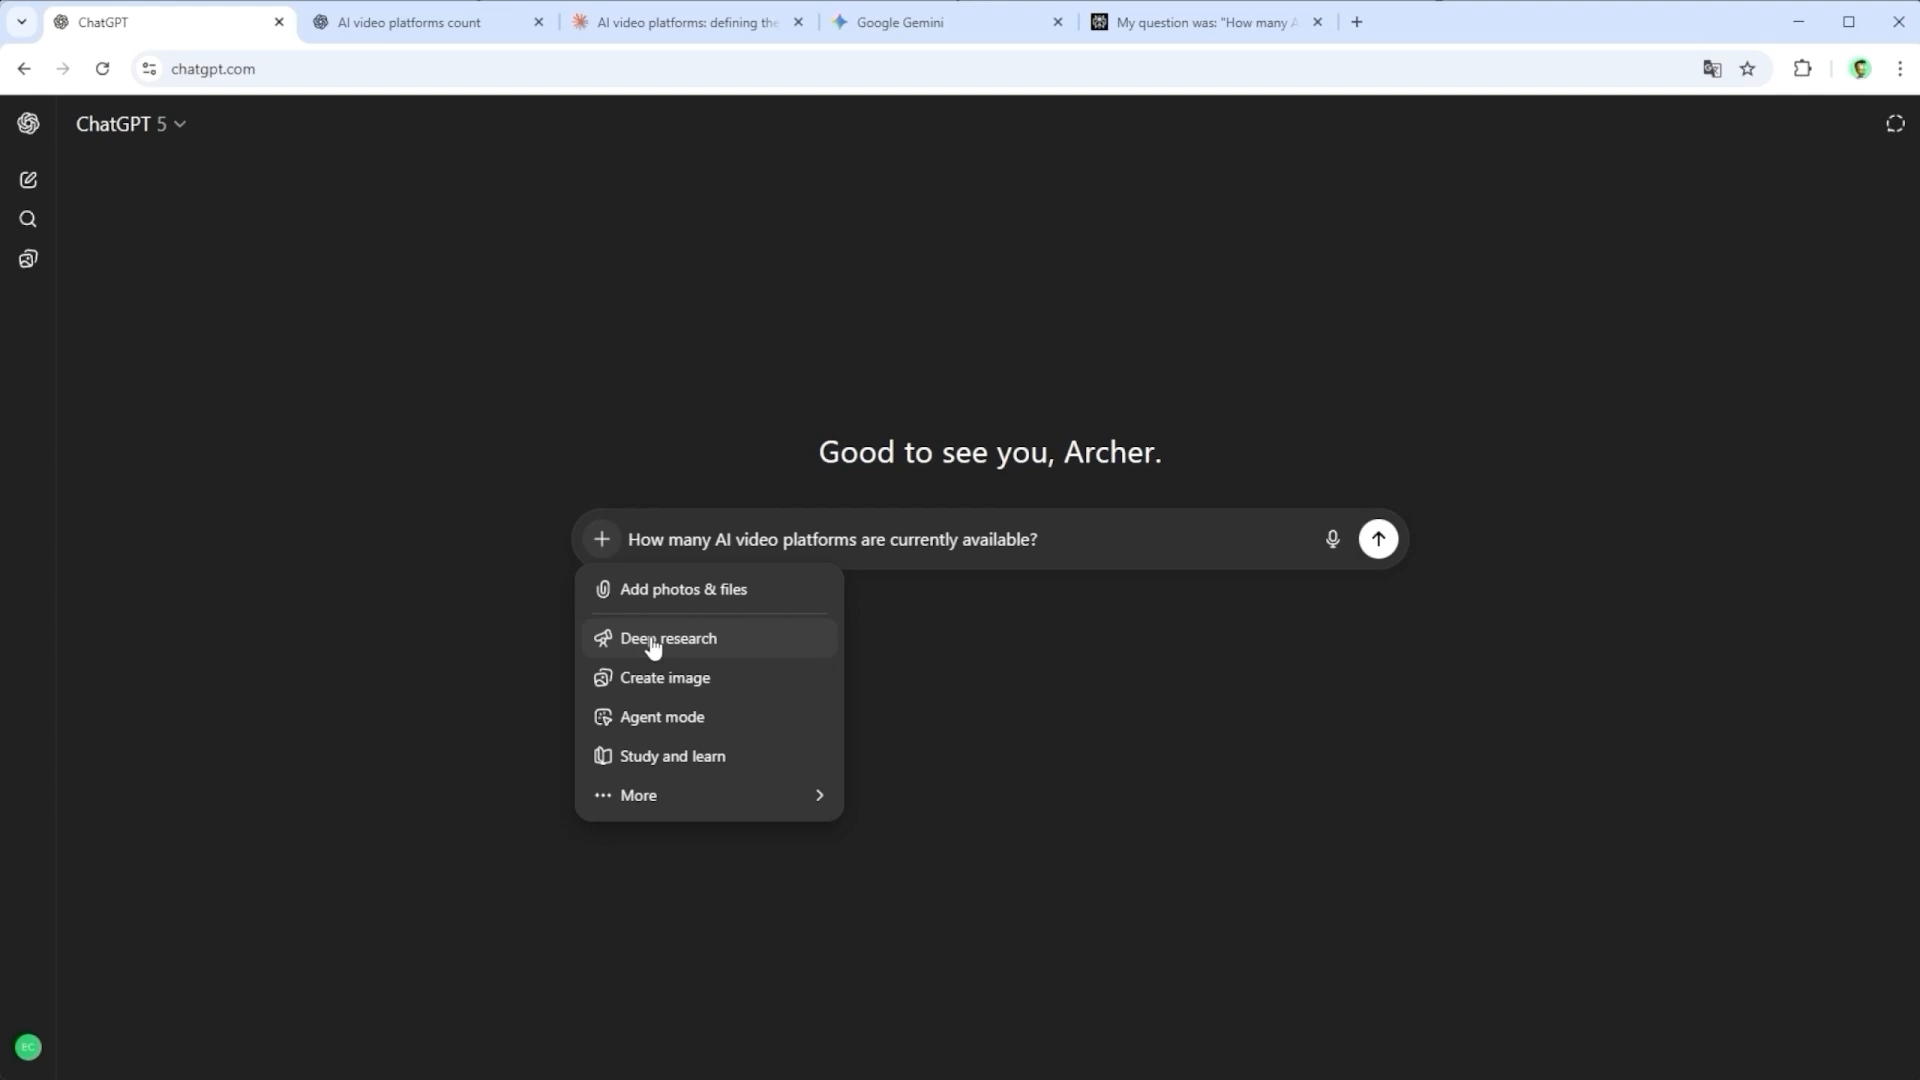 ChatGPT
AI video platforms count
AI video platforms: defining the
Google Gemini
My question was: "How many A
chatgpt.com
ChatGPT 5
Good to see you, Archer.
How many AI video platforms are currently available?
Add photos & files
Deep research
Create image
Agent mode
Study and learn
More
EC